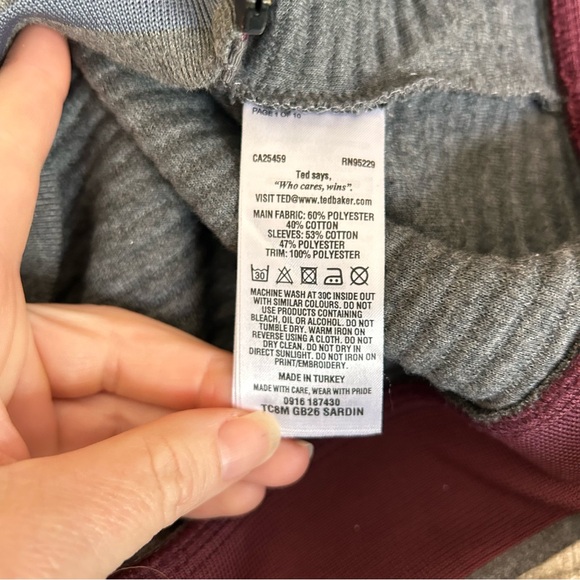 PAGE 1 OF 10
CA25459 RN95229
Ted says,
"Who cares, wins".
VISIT TED@www.tedbaker.com
MAIN FABRIC: 60% POLYESTER
40% COTTON
SLEEVES: 53% COTTON
47% POLYESTER
TRIM: 100% POLYESTER
30
MACHINE WASH AT 30C INSIDE OUT
WITH SIMILAR COLOURS. DO NOT
USE PRODUCTS CONTAINING
BLEACH, OIL OR ALCOHOL. DO NOT
TUMBLE DRY. WARM IRON ON
REVERSE USING A CLOTH. DO NOT
DRY CLEAN. DO NOT DRY IN
DIRECT SUNLIGHT. DO NOT IRON ON
PRINT/EMBROIDERY.
MADE IN TURKEY
MADE WITH CARE, WEAR WITH PRIDE
0916 187430
TC8M GB26 SARDIN